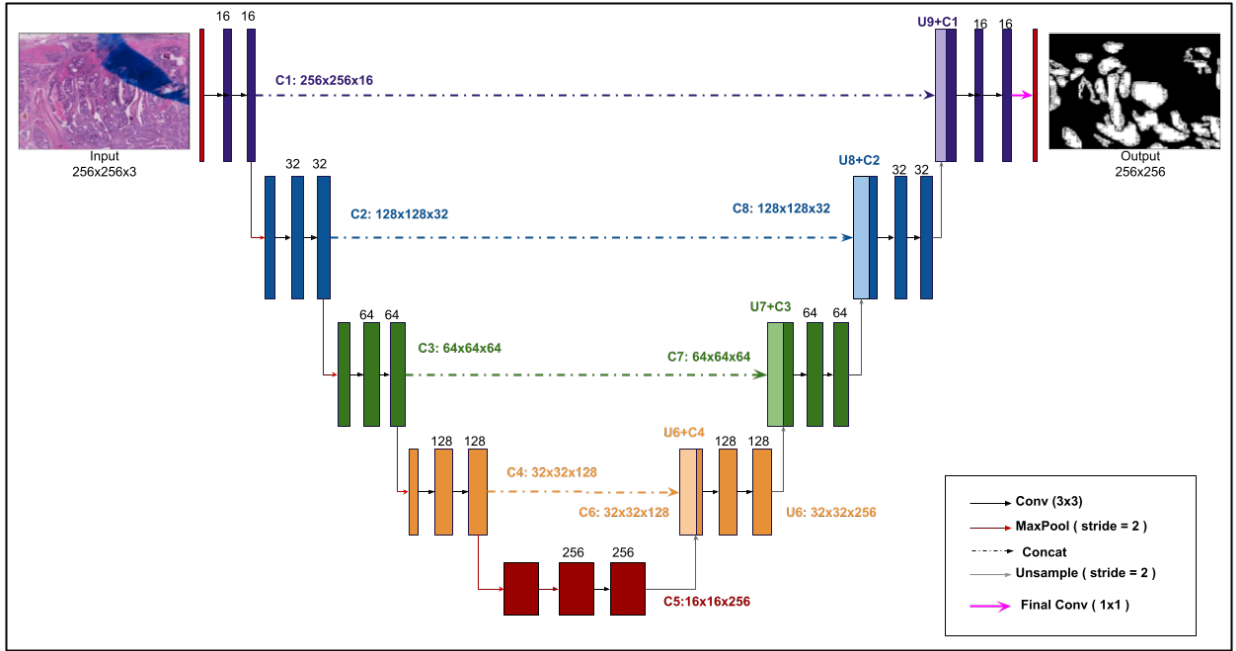 16 16
U9+C1
16 16
C1: 256x256x16
Input
256x256x3
Output
256x256
32 32
U8+C2
32 32
C2: 128x128x32
C8: 128x128x32
64 64
U7+C3
64 64
C3: 64x64x64
C7: 64x64x64
128 128
U6+C4
128 128
C4: 32x32x128
C6: 32x32x128
U6: 32x32x256
256 256
C5:16x16x256
Conv (3x3)
MaxPool ( stride = 2 )
Concat
Unsample ( stride = 2 )
Final Conv ( 1x1 )